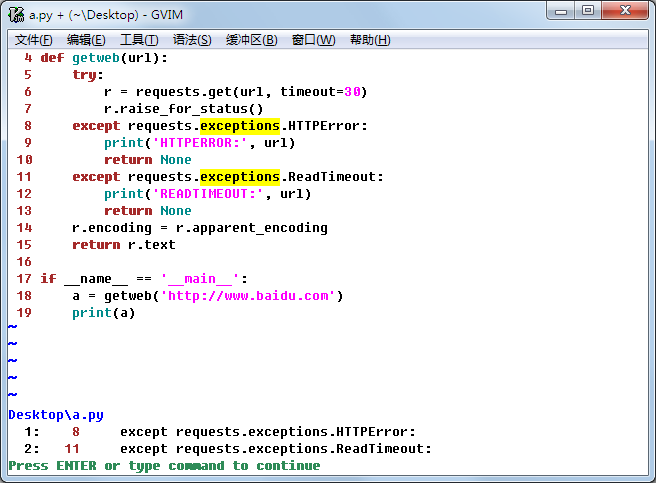 a.py + (~\Desktop) - GVIM
文件(F) 编辑(E) 工具(T) 语法(S) 缓冲区(B) 窗口(W) 帮助(H)
4 def getweb(url):
5     try:
6         r = requests.get(url, timeout=30)
7         r.raise_for_status()
8     except requests.exceptions.HTTPError:
9         print('HTTPERROR:', url)
10         return None
11     except requests.exceptions.ReadTimeout:
12         print('READTIMEOUT:', url)
13         return None
14     r.encoding = r.apparent_encoding
15     return r.text
16
17 if __name__ == '__main__':
18     a = getweb('http://www.baidu.com')
19     print(a)
~
~
~
~
~
Desktop\a.py
1:    8     except requests.exceptions.HTTPError:
2:   11     except requests.exceptions.ReadTimeout:
Press ENTER or type command to continue